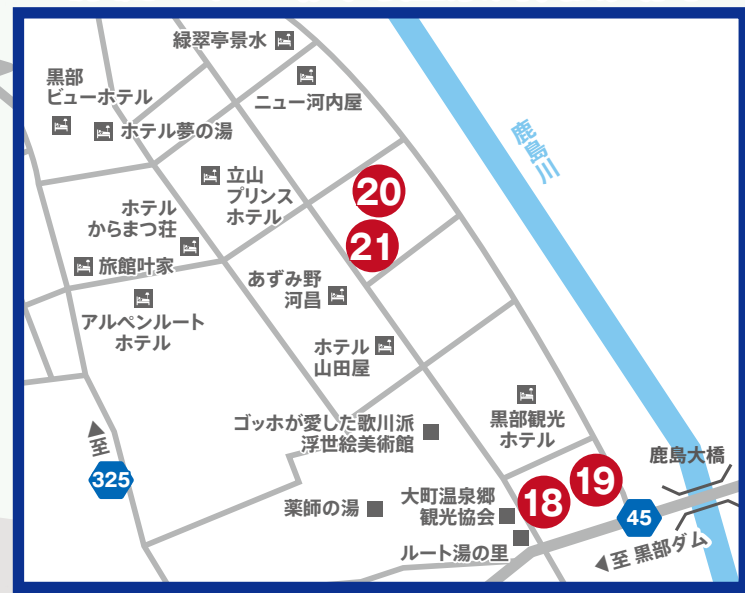 緑翠亭景水
黒部
ビューホテル
ニュー河内屋
ホテル夢の湯
鹿島川
立山
プリンス
ホテル
20
ホテル
からまつ荘
21
旅館叶家
あずみ野
河昌
アルペンルート
ホテル
ホテル
山田屋
黒部観光
ホテル
ゴッホが愛した歌川派
浮世絵美術館
至
325
鹿島大橋
19
18
薬師の湯
大町温泉郷
観光協会
45
ルート湯の里
至 黒部ダム